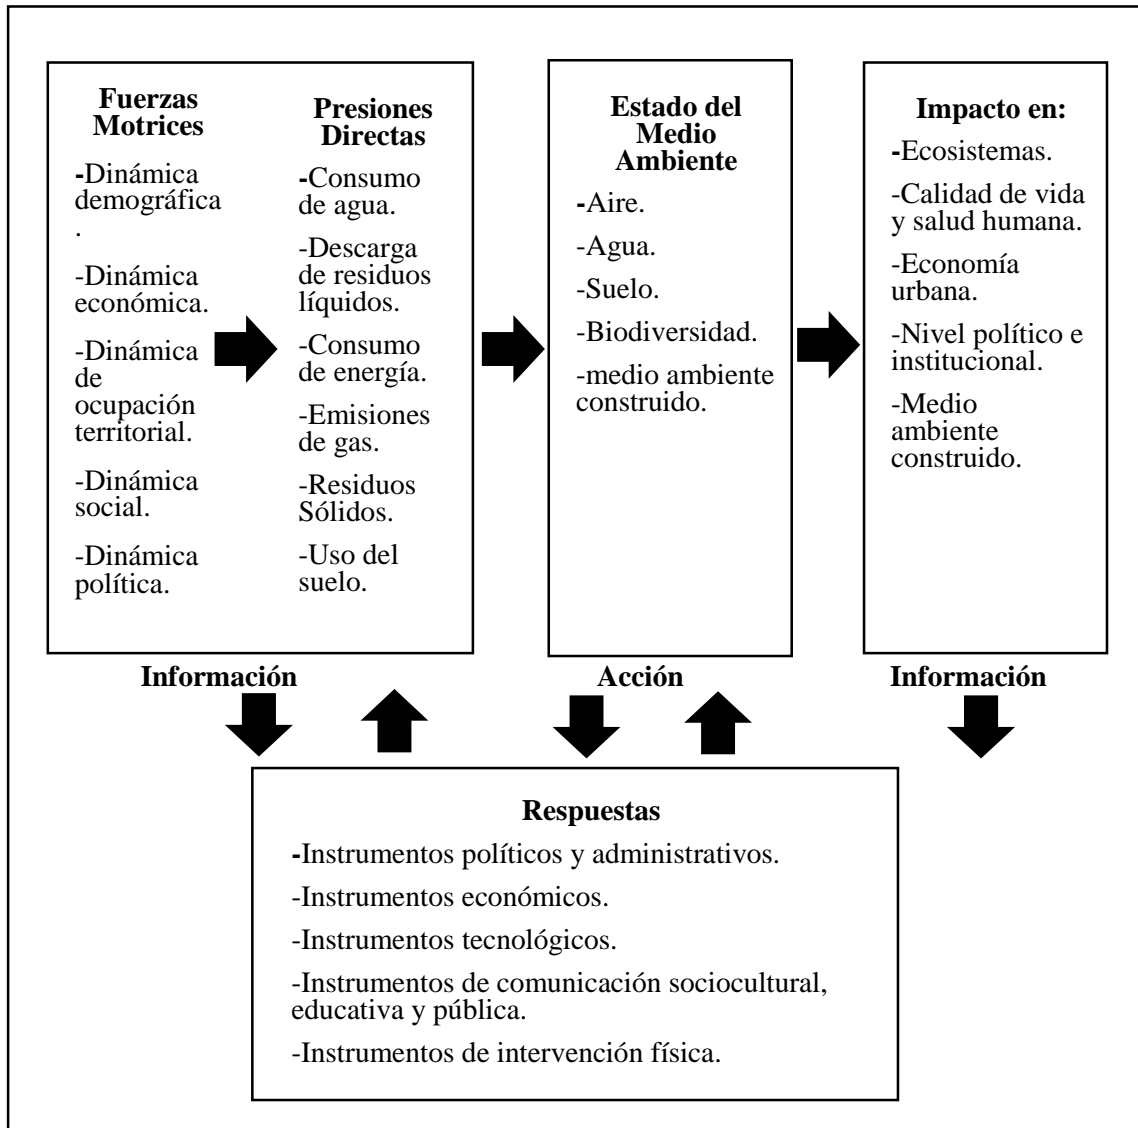 Fuerzas
Motrices
-Dinámica
demográfica
.
-Dinámica
económica.
-Dinámica
de
ocupación
territorial.
-Dinámica
social.
-Dinámica
política.
Presiones
Directas
-Consumo
de agua.
-Descarga
de residuos
líquidos.
-Consumo
de energía.
-Emisiones
de gas.
-Residuos
Sólidos.
-Uso del
suelo.
Estado del
Medio
Ambiente
-Aire.
-Agua.
-Suelo.
-Biodiversidad.
-medio ambiente
construido.
Impacto en:
-Ecosistemas.
-Calidad de vida
y salud humana.
-Economía
urbana.
-Nivel político e
institucional.
-Medio
ambiente
construido.
Información
Acción
Información
Respuestas
-Instrumentos políticos y administrativos.
-Instrumentos económicos.
-Instrumentos tecnológicos.
-Instrumentos de comunicación sociocultural,
educativa y pública.
-Instrumentos de intervención física.